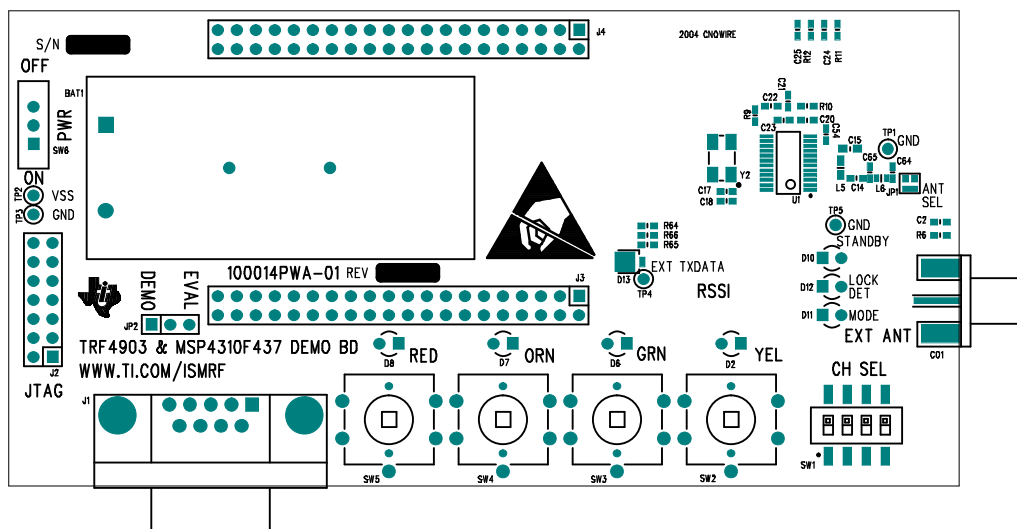 S/N
J4
2004 CNQWIRE
C25
R12
C24
R11
OFF
BAT1
C21
C22
R10
R9
C23
C20
C54
TP1
GND
C15
PWR
SW6
C65
C64
Y2
U1
L5
C14
L6
JP1
ANT
SEL
ON
TP2
VSS
TP3
GND
C17
C18
TP5
GND
C2
R6
R64
R66
R65
STANDBY
D10
100014PWA-01 REV
J3
D13
EXT TXDATA
TP4
RSSI
D12
LOCK
DET
D11
MODE
DEMO
EVAL
JP2
EXT ANT
CO1
TRF4903 & MSP4310F437 DEMO BD
WWW.TI.COM/ISMRF
J2
JTAG
D8
RED
D7
ORN
D6
GRN
D2
YEL
CH SEL
J1
SW5
SW4
SW3
SW2
SW1